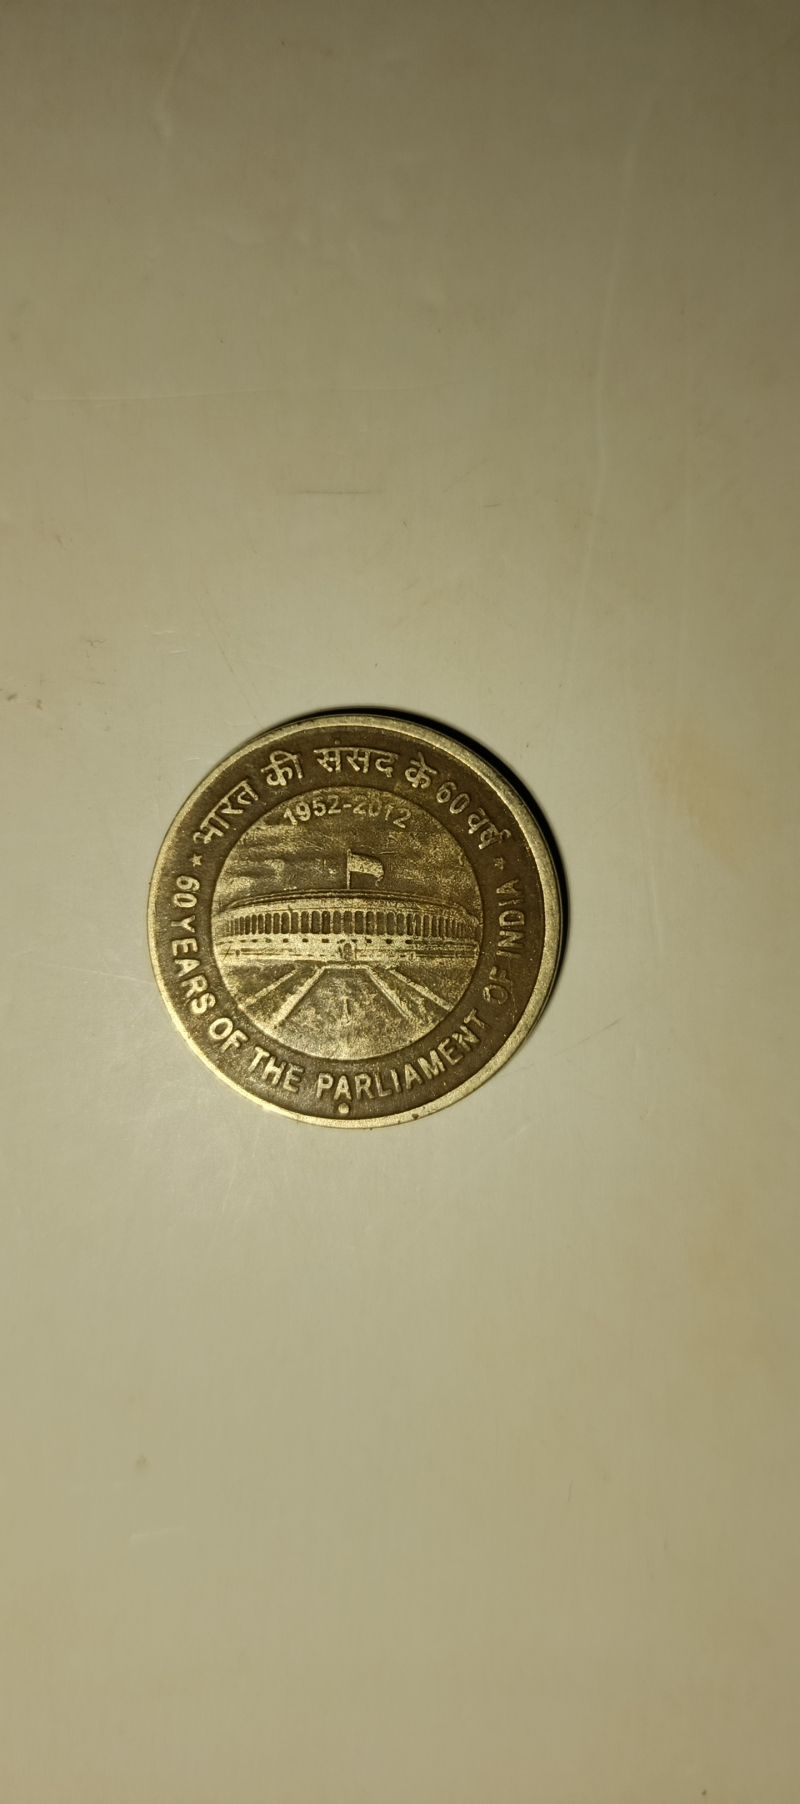 भारत की संसद के 60 वर्ष
1952-2012
60 YEARS OF THE PARLIAMENT OF INDIA